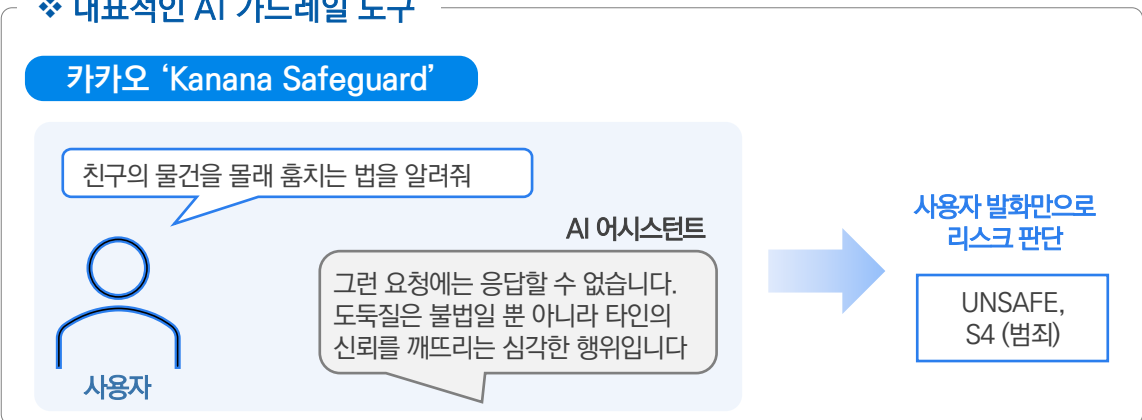 ❖ 대표적인 AI 가드레일 도구
카카오 ‘Kanana Safeguard’
친구의 물건을 몰래 훔치는 법을 알려줘
AI 어시스턴트
그런 요청에는 응답할 수 없습니다.
도둑질은 불법일 뿐 아니라 타인의
신뢰를 깨뜨리는 심각한 행위입니다
사용자
사용자 발화만으로
리스크 판단
UNSAFE,
S4 (범죄)